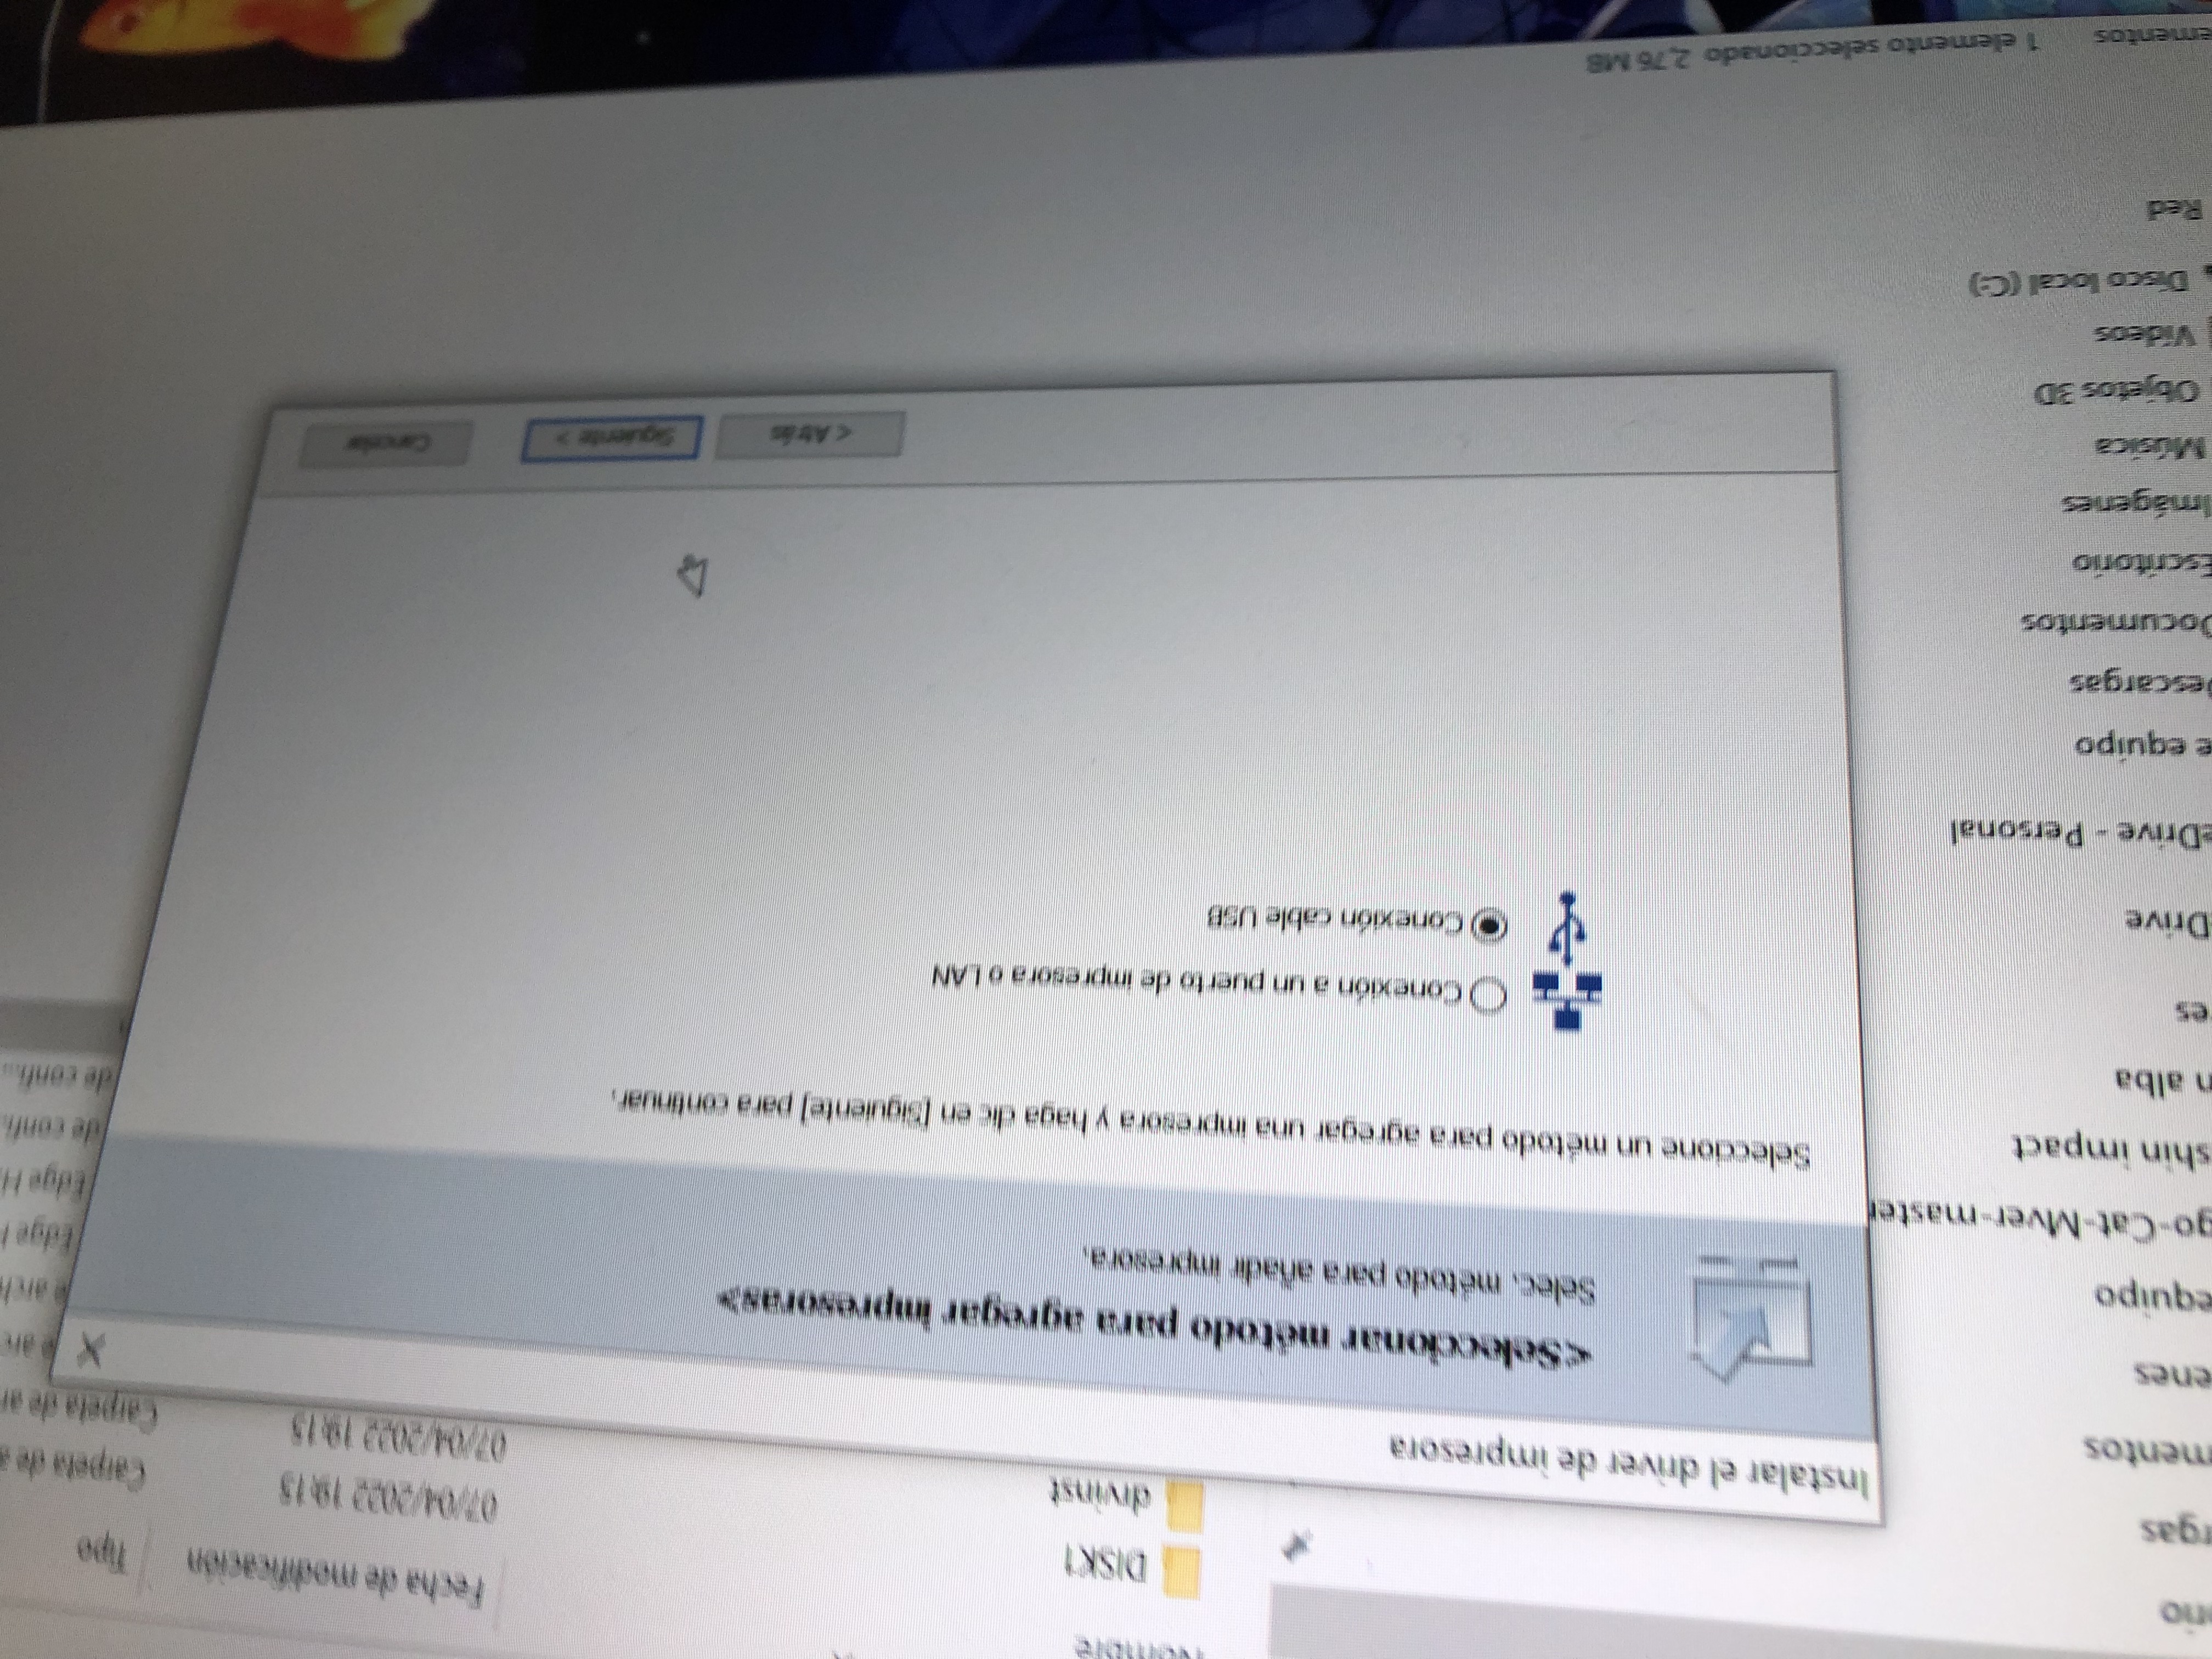 Nombre
Fecha de modificación
Tipo
DISK1
07/04/2022 19:15
Carpeta de a
drvinst
07/04/2022 19:15
Carpeta de ar
Instalar el driver de impresora
<Seleccionar método para agregar impresoras>
Selec. método para añadir impresora.
Seleccione un método para agregar una impresora y haga clic en [Siguiente] para continuar.
Conexión a un puerto de impresora o LAN
Conexión cable USB
< Atrás
Siguiente >
Cancelar
rio
rgas
mentos
enes
equipo
go-Cat-Mver-master
shin impact
n alba
es
Drive
eDrive - Personal
e equipo
Descargas
Documentos
Escritorio
Imágenes
Música
Objetos 3D
Vídeos
Disco local (C:)
Red
e arc
e arch
Edge H
Edge H
de confi...
de confi...
ementos
1 elemento seleccionado 2,76 MB